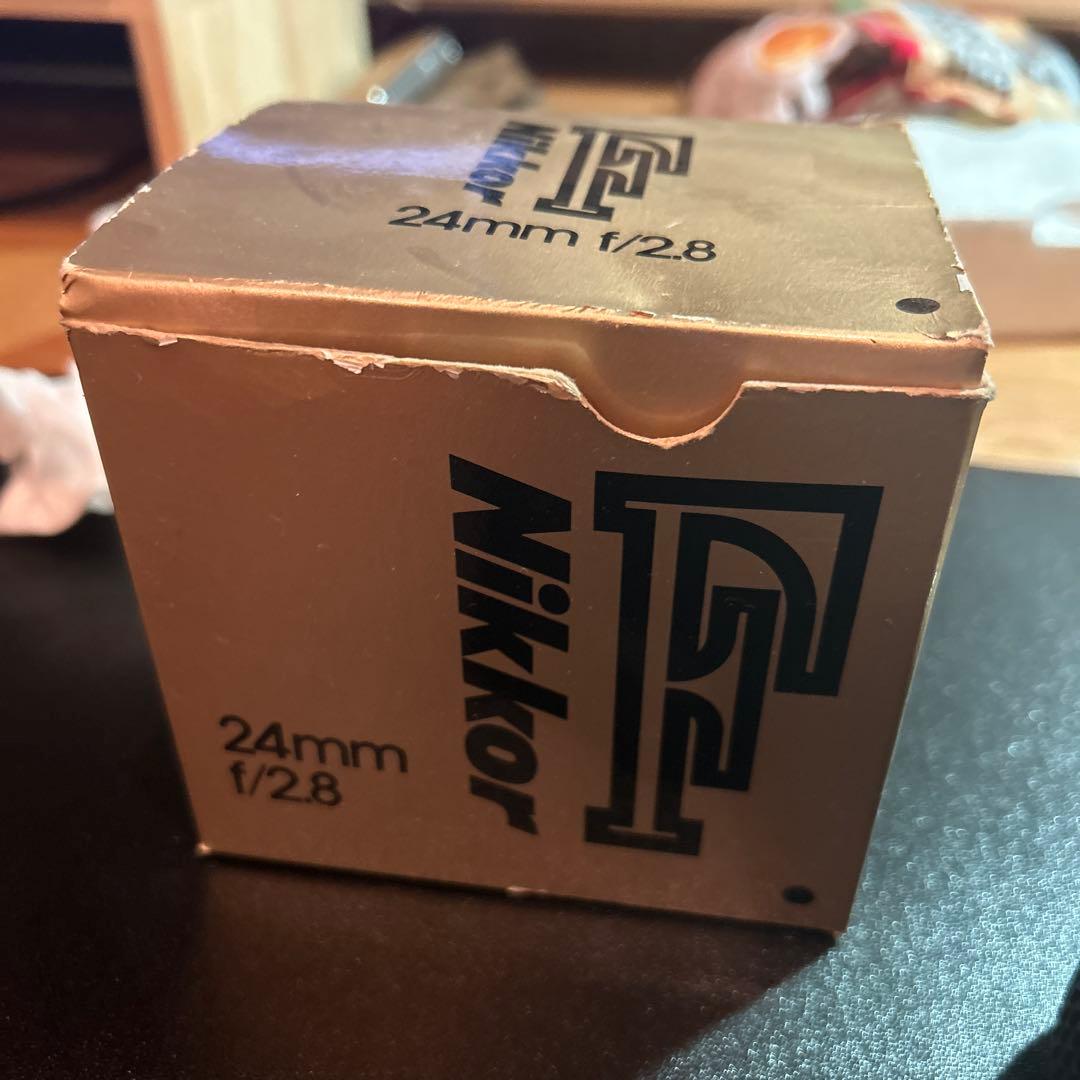 Nikkor
24mm f/2.8
Nikkor
24mm
f/2.8